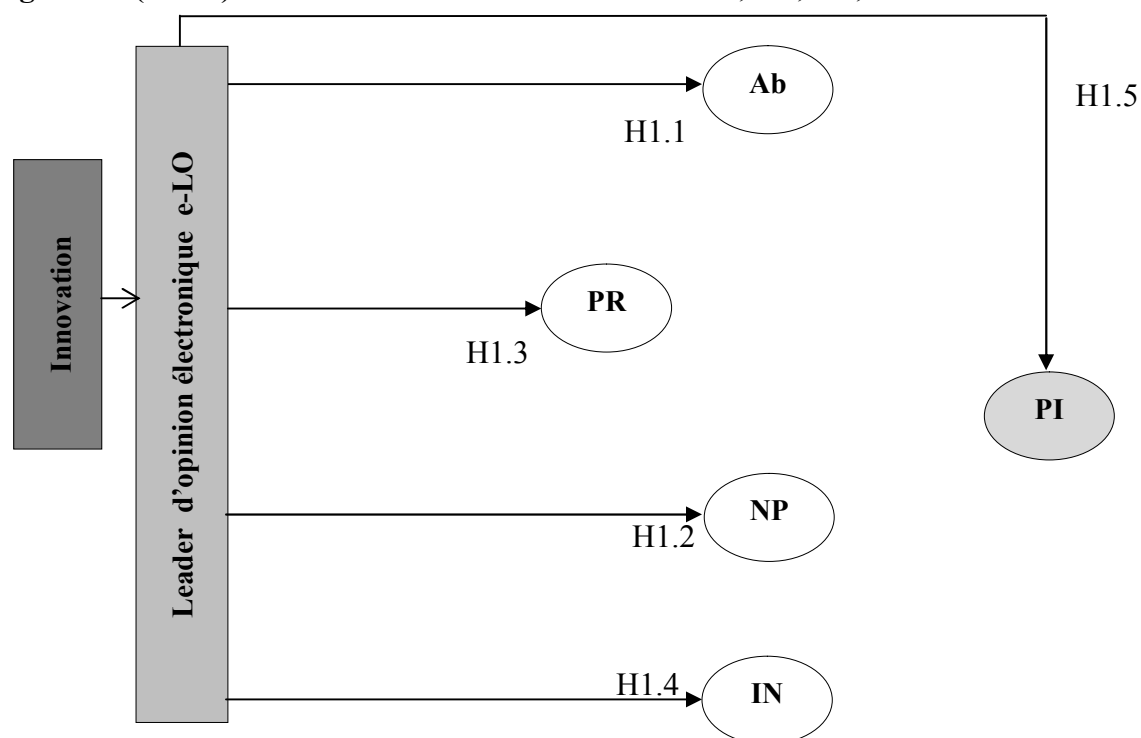 Ab
H1.5
H1.1
Innovation
Leader d’opinion électronique e-LO
PR
H1.3
PI
NP
H1.2
H1.4
IN